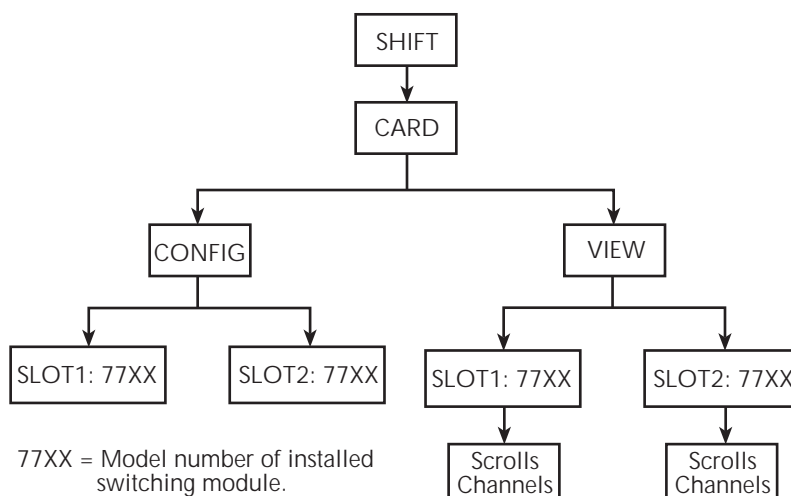 SHIFT
CARD
CONFIG
VIEW
SLOT1: 77XX
SLOT2: 77XX
SLOT1: 77XX
SLOT2: 77XX
Scrolls
Channels
Scrolls
Channels
77XX = Model number of installed
switching module.